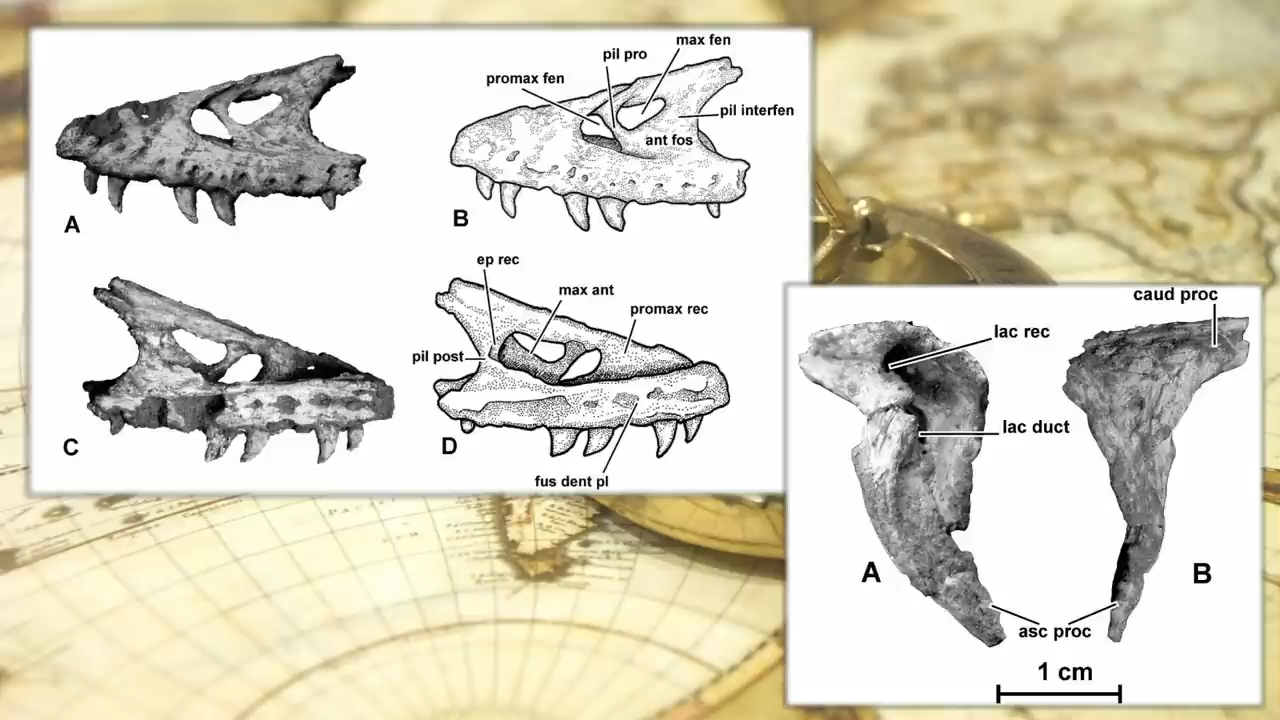 max fen
pil pro
promax fen
pil interfen
ant fos
A
B
ep rec
max ant
promax rec
pil post
C
D
fus dent pl
caud proc
lac rec
lac duct
A
B
asc proc
1 cm